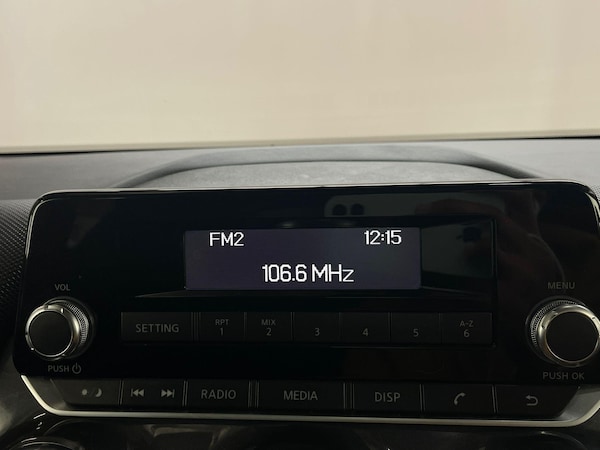 FM2 12:15
106.6 MHz
VOL MENU
SETTING RPT 1 MIX 2 3 4 5 A-Z 6
PUSH PUSH OK
RADIO MEDIA DISP